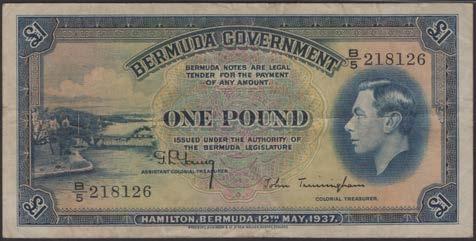 £1
£1
BERMUDA GOVERNMENT
BERMUDA NOTES ARE LEGAL
TENDER FOR THE PAYMENT
OF ANY AMOUNT.
B/5 218126
ONE POUND
ISSUED UNDER THE AUTHORITY OF
THE BERMUDA LEGISLATURE
ASSISTANT COLONIAL TREASURER.
B/5 218126
John Trimingham
COLONIAL TREASURER.
£1
HAMILTON, BERMUDA, 12TH MAY, 1937.
£1